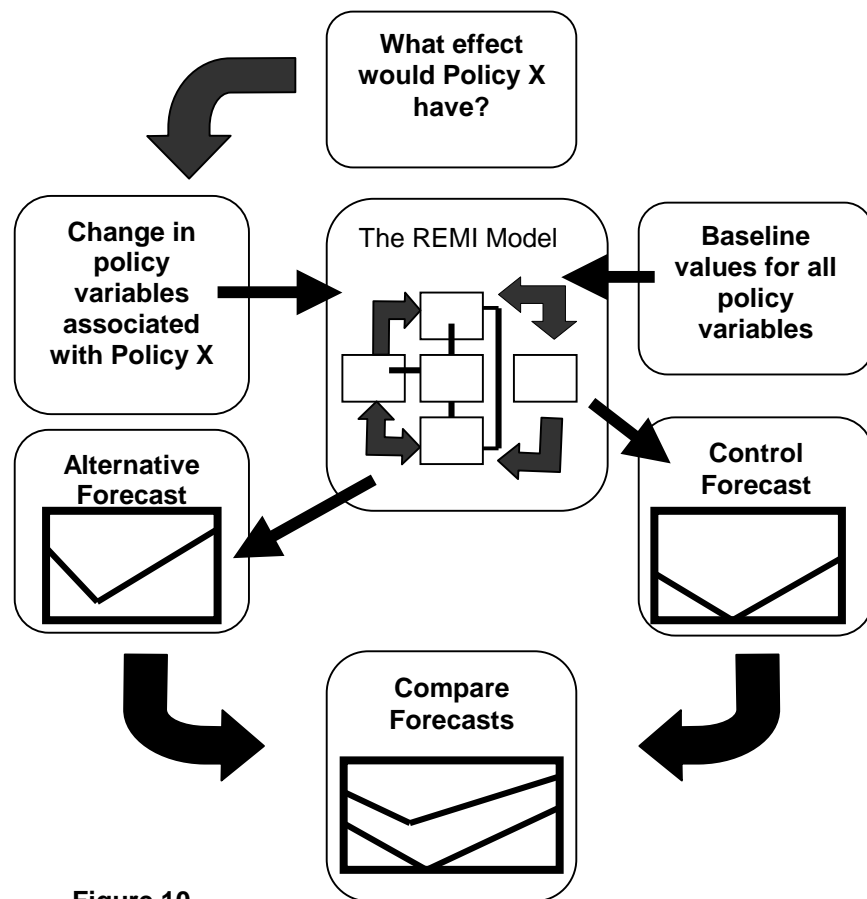 What effect
would Policy X
have?
Change in
policy
variables
associated
with Policy X
The REMI Model
Baseline
values for all
policy
variables
Alternative
Forecast
Control
Forecast
Compare
Forecasts
Figure 10